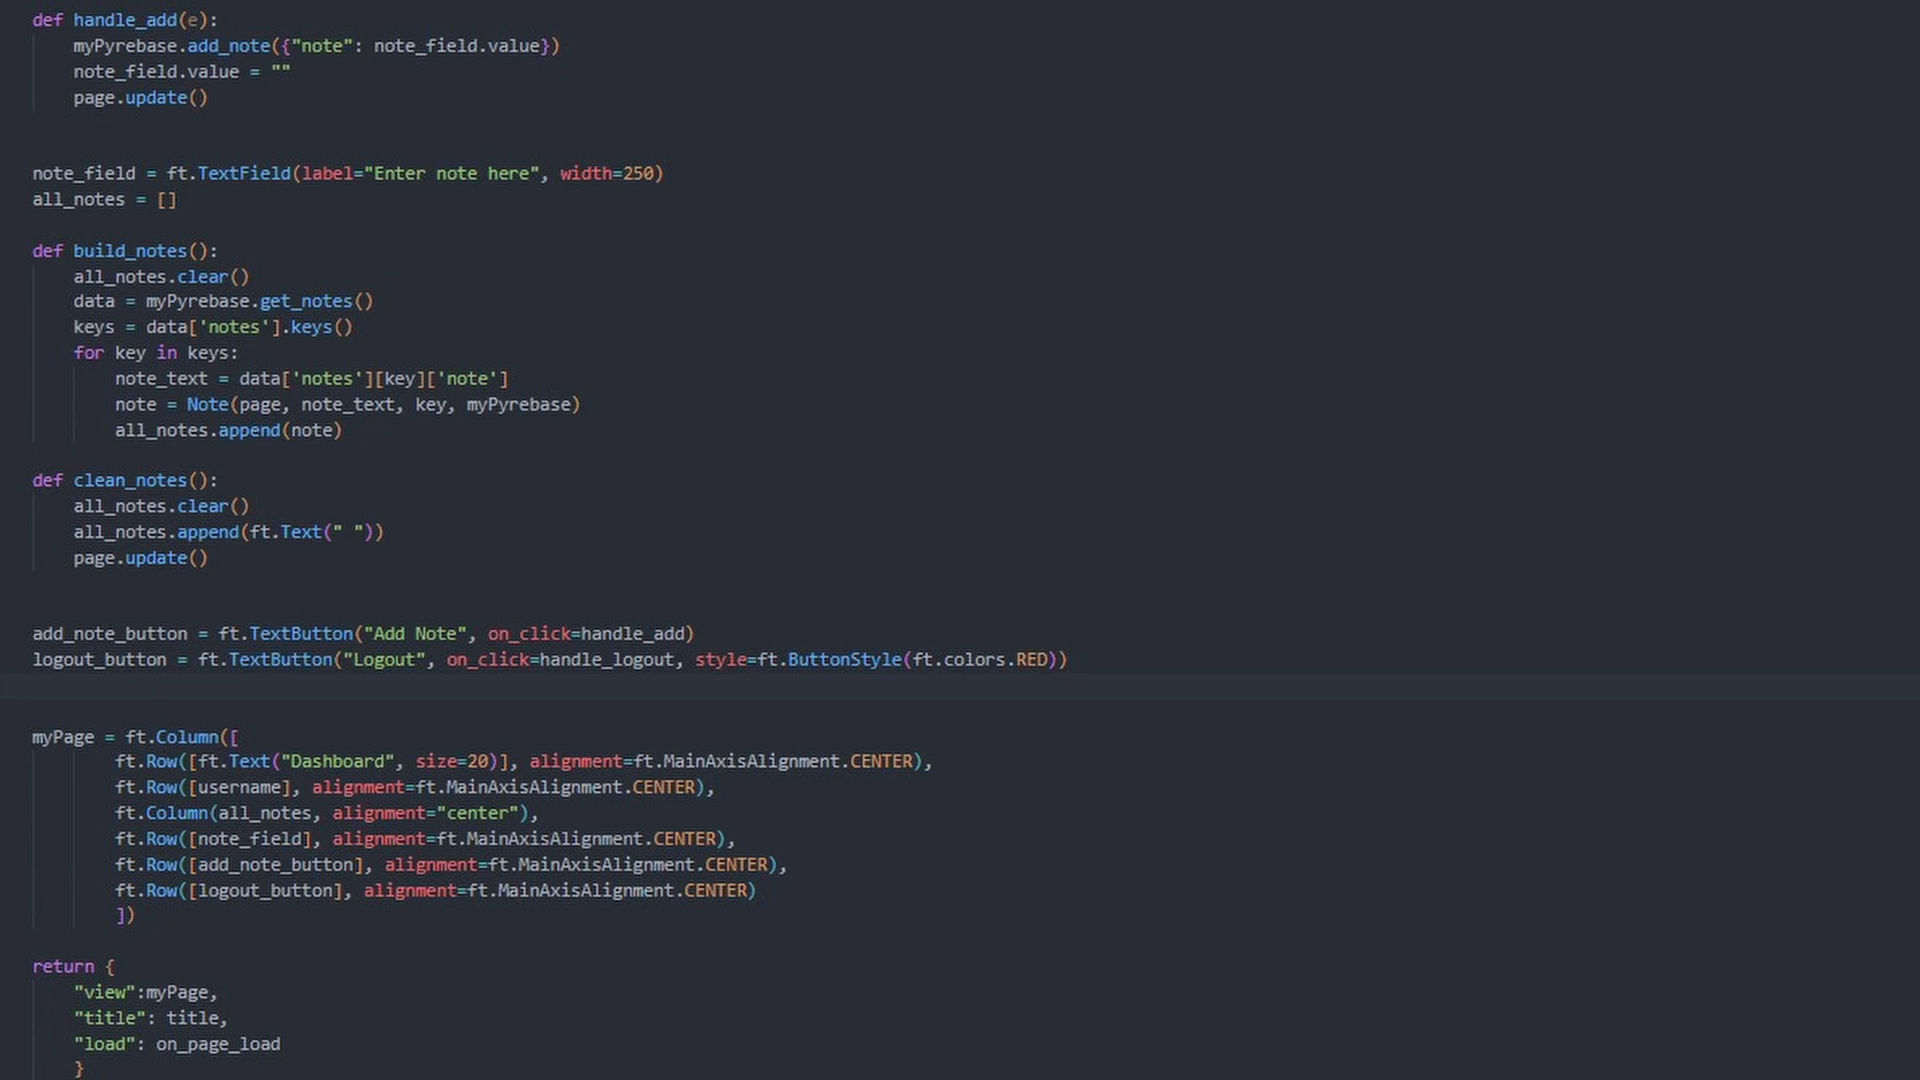 def handle_add(e):
    myPyrebase.add_note({"note": note_field.value})
    note_field.value = ""
    page.update()
note_field = ft.TextField(label="Enter note here", width=250)
all_notes = []
def build_notes():
    all_notes.clear()
    data = myPyrebase.get_notes()
    keys = data['notes'].keys()
    for key in keys:
        note_text = data['notes'][key]['note']
        note = Note(page, note_text, key, myPyrebase)
        all_notes.append(note)
def clean_notes():
    all_notes.clear()
    all_notes.append(ft.Text(" "))
    page.update()
add_note_button = ft.TextButton("Add Note", on_click=handle_add)
logout_button = ft.TextButton("Logout", on_click=handle_logout, style=ft.ButtonStyle(ft.colors.RED))
myPage = ft.Column([
        ft.Row([ft.Text("Dashboard", size=20)], alignment=ft.MainAxisAlignment.CENTER),
        ft.Row([username], alignment=ft.MainAxisAlignment.CENTER),
        ft.Column(all_notes, alignment="center"),
        ft.Row([note_field], alignment=ft.MainAxisAlignment.CENTER),
        ft.Row([add_note_button], alignment=ft.MainAxisAlignment.CENTER),
        ft.Row([logout_button], alignment=ft.MainAxisAlignment.CENTER)
        ])
return {
    "view":myPage,
    "title": title,
    "load": on_page_load
    }